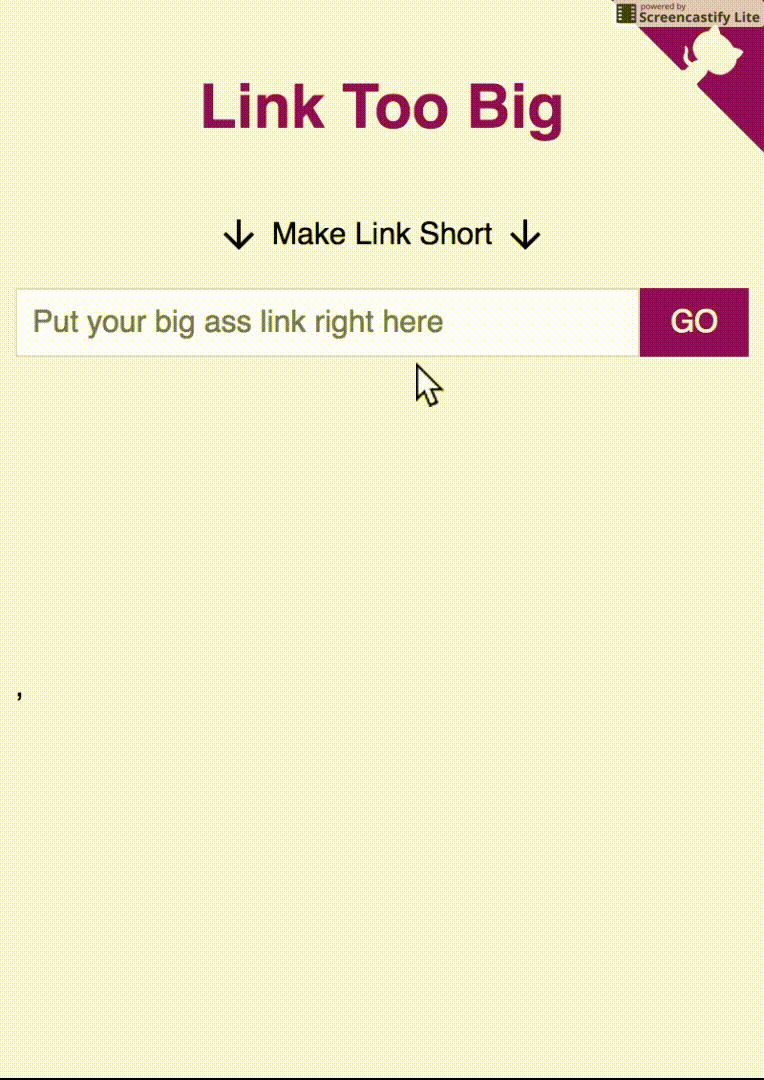 powered by
Screencastify Lite
Link Too Big
↓ Make Link Short ↓
Put your big ass link right here
GO
,